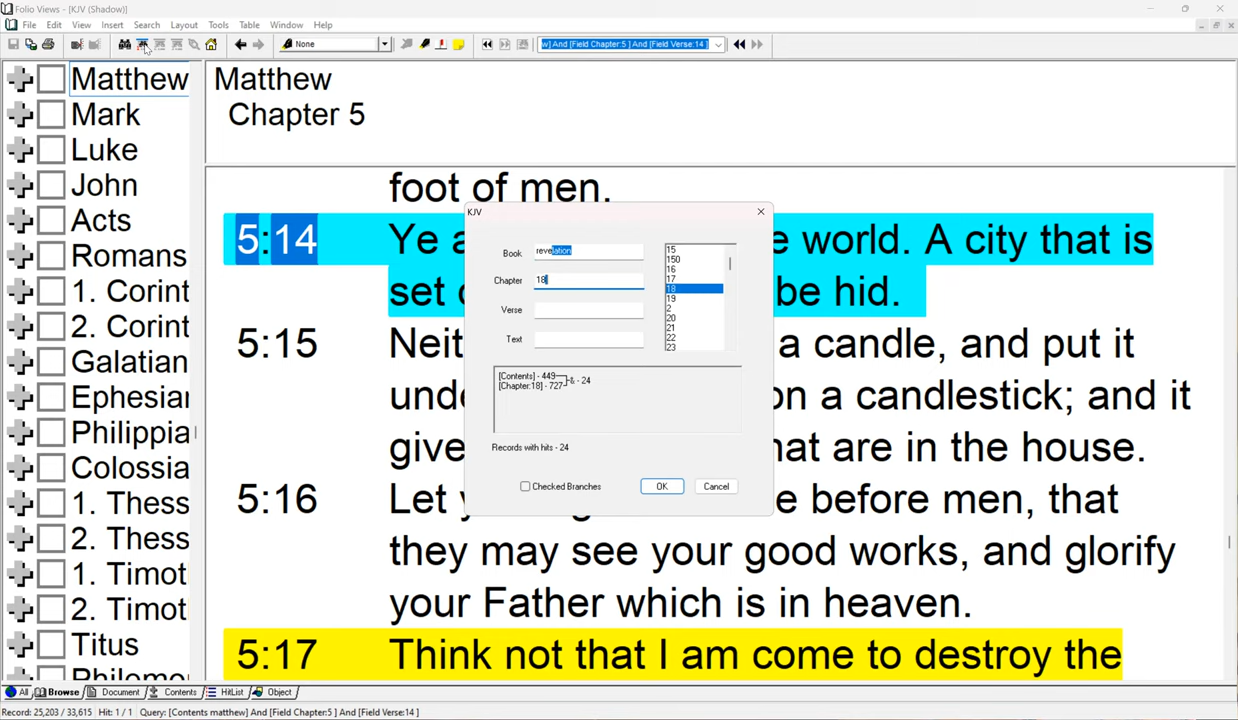 Folio Views - [KJV (Shadow)]
File Edit View Insert Search Layout Tools Table Window Help
None
w] And [Field Chapter:5 ] And [Field Verse:14 ]
Matthew
Mark
Luke
John
Acts
Romans
1. Corint
2. Corint
Galatian
Ephesia
Philippia
Colossia
1. Thess
2. Thess
1. Timot
2. Timot
Titus
Philemo
Matthew
Chapter 5
foot of men.
5:14 Ye a e world. A city that is
set be hid.
5:15 Neit a candle, and put it
unde on a candlestick; and it
give hat are in the house.
5:16 Let e before men, that
they may see your good works, and glorify
your Father which is in heaven.
5:17 Think not that I am come to destroy the
KJV
Book revelation
Chapter 18
Verse
Text
15
150
16
17
18
19
2
20
21
22
23
[Contents] - 449
[Chapter:18] - 727
& - 24
Records with hits - 24
Checked Branches OK Cancel
All Browse Document Contents HitList Object
Record: 25,203 / 33,615 Hit: 1 / 1 Query: [Contents matthew] And [Field Chapter:5 ] And [Field Verse:14 ]